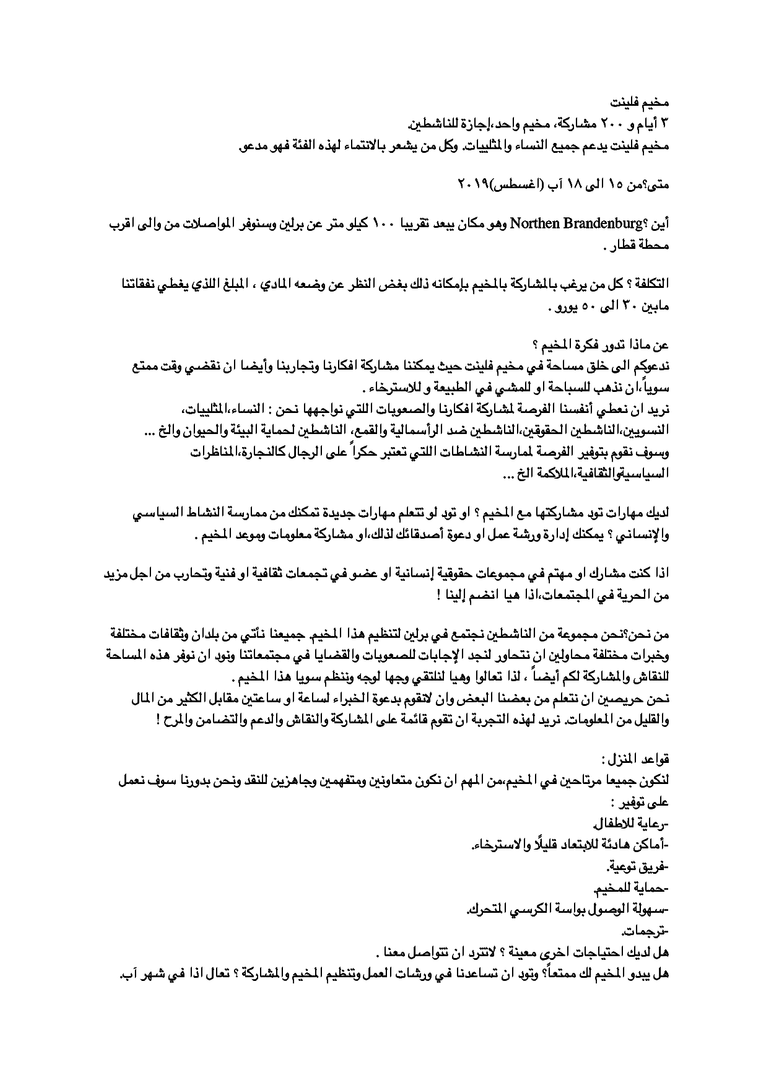 مخيم فلينت
٣ أيام و ٢٠٠ مشاركة، مخيم واحد،إجازة للناشطين.
مخيم فلينت يدعم جميع النساء والمثلييات. وكل من يشعر بالانتماء لهذه الفئة فهو مدعو.
متى؟من ١٥ الى ١٨ آب (اغسطس)٢٠١٩
أين ؟Northen Brandenburg وهو مكان يبعد تقريبا ١٠٠ كيلو متر عن برلين وسنوفر المواصلات من والى اقرب
محطة قطار .
التكلفة ؟ كل من يرغب بالمشاركة بالمخيم بإمكانه ذلك بغض النظر عن وضعه المادي ، المبلغ اللذي يغطي نفقاتنا
مابين ٣٠ الى ٥٠ يورو .
عن ماذا تدور فكرة المخيم ؟
ندعوكم الى خلق مساحة في مخيم فلينت حيث يمكننا مشاركة افكارنا وتجاربنا وأيضا ان نقضي وقت ممتع
سوياً،ان نذهب للسباحة او للمشي في الطبيعة و للاسترخاء .
نريد ان نعطي أنفسنا الفرصة لمشاركة افكارنا والصعوبات اللتي نواجهها نحن : النساء،المثلييات،
النسويين،الناشطين الحقوقين،الناشطين ضد الرأسمالية والقمع، الناشطين لحماية البيئة والحيوان والخ ...
وسوف نقوم بتوفير الفرصة لممارسة النشاطات اللتي تعتبر حكراً على الرجال كالنجارة،المناظرات
السياسيةوالثقافية،الملاكمة الخ ...
لديك مهارات تود مشاركتها مع المخيم ؟ او تود لو تتعلم مهارات جديدة تمكنك من ممارسة النشاط السياسي
والإنساني ؟ يمكنك إدارة ورشة عمل او دعوة أصدقائك لذلك،او مشاركة معلومات وموعد المخيم .
اذا كنت مشارك او مهتم في مجموعات حقوقية إنسانية او عضو في تجمعات ثقافية او فنية وتحارب من اجل مزيد
من الحرية في المجتمعات،اذا هيا انضم إلينا !
من نحن؟نحن مجموعة من الناشطين نجتمع في برلين لتنظيم هذا المخيم. جميعنا نأتي من بلدان وثقافات مختلفة
وخبرات مختلفة محاولين ان نتحاور لنجد الإجابات للصعوبات والقضايا في مجتمعاتنا ونود ان نوفر هذه المساحة
للنقاش والمشاركة لكم أيضاً ، لذا تعالوا وهيا لنلتقي وجها لوجه وننظم سويا هذا المخيم .
نحن حريصين ان نتعلم من بعضنا البعض وان لانقوم بدعوة الخبراء لساعة او ساعتين مقابل الكثير من المال
والقليل من المعلومات. نريد لهذه التجربة ان تقوم قائمة على المشاركة والنقاش والدعم والتضامن والمرح !
قواعد المنزل :
لنكون جميعا مرتاحين في المخيم،من المهم ان نكون متعاونين ومتفهمين وجاهزين للنقد ونحن بدورنا سوف نعمل
على توفير :
-رعاية للاطفال.
-أماكن هادئة للابتعاد قليلًا والاسترخاء.
-فريق توعية.
-حماية للمخيم.
-سهولة الوصول بواسة الكرسي المتحرك.
-ترجمات.
هل لديك احتياجات اخرى معينة ؟ لاتترد ان تتواصل معنا .
هل يبدو المخيم لك ممتعاً؟ وتود ان تساعدنا في ورشات العمل وتنظيم المخيم والمشاركة ؟ تعال اذا في شهر آب.